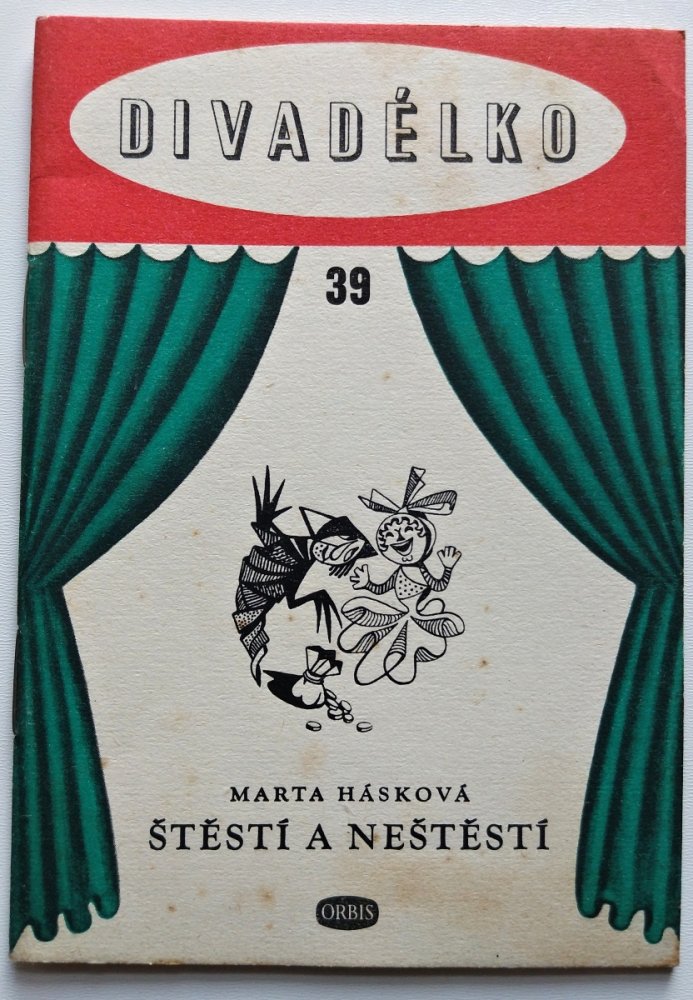 DIVADÉLKO
39
MARTA HÁSKOVÁ
ŠTĚSTÍ A NEŠTĚSTÍ
ORBIS